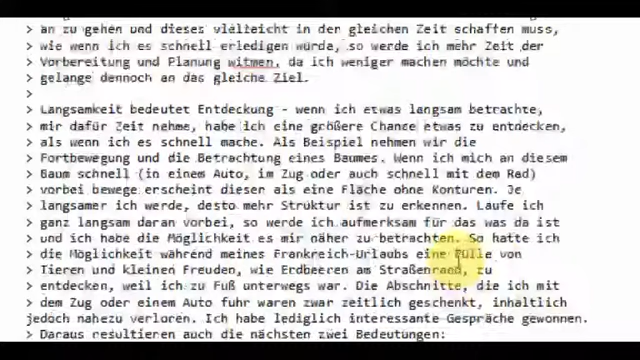 > an zu gehen und dieses vielleicht in den gleichen Zeit schaffen muss,
> wie wenn ich es schnell erledigen würde, so werde ich mehr Zeit der
> Vorbereitung und Planung witmen, da ich weniger machen möchte und
> gelange dennoch an das gleiche Ziel.
>
> Langsamkeit bedeutet Entdeckung - wenn ich etwas langsam betrachte,
> mir dafür Zeit nehme, habe ich eine größere Chance etwas zu entdecken,
> als wenn ich es schnell mache. Als Beispiel nehmen wir die
> Fortbewegung und die Betrachtung eines Baumes. Wenn ich mich an diesem
> Baum schnell (in einem Auto, im Zug oder auch schnell mit dem Rad)
> vorbei bewege erscheint dieser als eine Fläche ohne Konturen. Je
> langsamer ich werde, desto mehr Struktur ist zu erkennen. Laufe ich
> ganz langsam daran vorbei, so werde ich aufmerksam für das was da ist
> und ich habe die Möglichkeit es mir näher zu betrachten. So hatte ich
> die Möglichkeit während meines Frankreich-Urlaubs eine Fülle von
> Tieren und kleinen Freuden, wie Erdbeeren am Straßenrand, zu
> entdecken, weil ich zu Fuß unterwegs war. Die Abschnitte, die ich mit
> dem Zug oder einem Auto fuhr waren zwar zeitlich geschenkt, inhaltlich
jedoch nahezu verloren. Ich habe lediglich interessante Gespräche gewonnen.
> Daraus resultieren auch die nächsten zwei Bedeutungen: